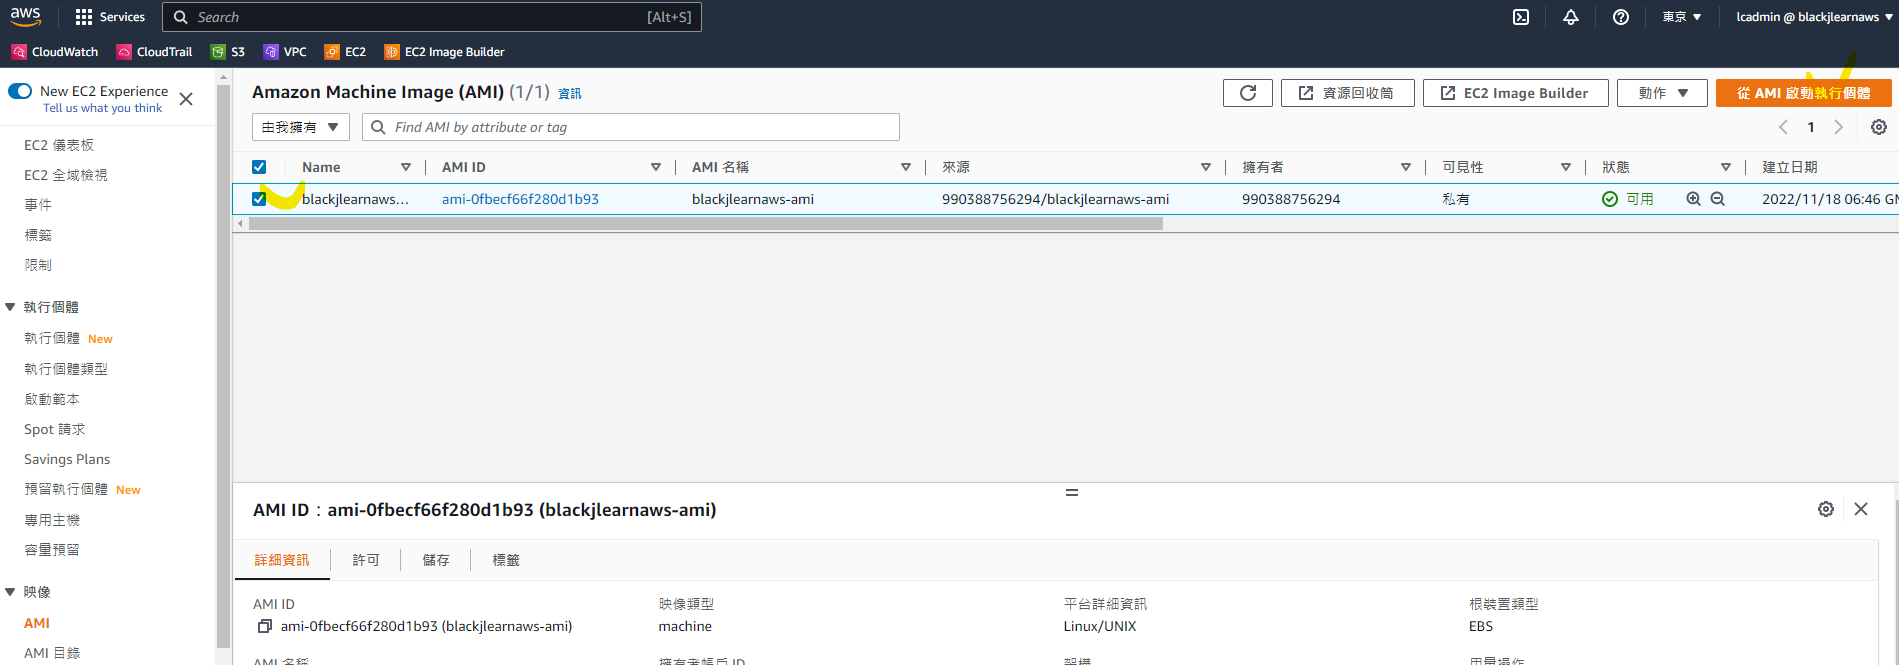 aws Services Search [Alt+S] 東京 lcadmin @ blackjlearnaws
CloudWatch CloudTrail S3 VPC EC2 EC2 Image Builder
New EC2 Experience
Tell us what you think
EC2 儀表板
EC2 全域檢視
事件
標籤
限制
執行個體
執行個體 New
執行個體類型
啟動範本
Spot 請求
Savings Plans
預留執行個體 New
專用主機
容量預留
映像
AMI
AMI 目錄
Amazon Machine Image (AMI) (1/1) 資訊
資源回收筒 EC2 Image Builder 動作 從 AMI 啟動執行個體
由我擁有 Find AMI by attribute or tag 1
Name AMI ID AMI 名稱 來源 擁有者 可見性 狀態 建立日期
blackjlearnaws... ami-0fbecf66f280d1b93 blackjlearnaws-ami 990388756294/blackjlearnaws-ami 990388756294 私有 可用 2022/11/18 06:46 GM
AMI ID：ami-0fbecf66f280d1b93 (blackjlearnaws-ami)
詳細資訊 許可 儲存 標籤
AMI ID 映像類型 平台詳細資訊 根裝置類型
ami-0fbecf66f280d1b93 (blackjlearnaws-ami) machine Linux/UNIX EBS
AMI 名稱 擁有者帳戶 ID 架構 用量操作